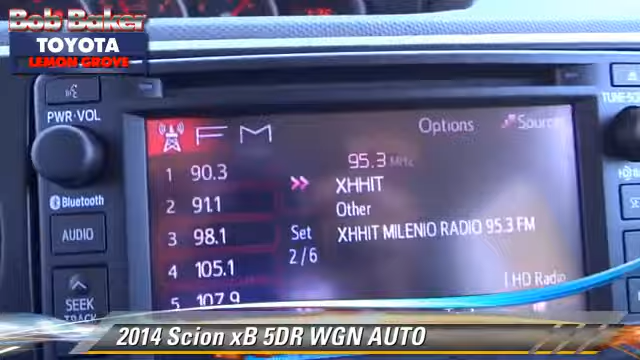 Bob Baker
TOYOTA
LEMON GROVE
PWR·VOL
Bluetooth
AUDIO
SEEK
TRACK
FM
Options
Source
1 90.3
2 91.1
3 98.1
4 105.1
5 107.9
Set
2/6
95.3 MHz
XHHIT
Other
XHHIT MILENIO RADIO 95.3 FM
HD Radio
2014 Scion xB 5DR WGN AUTO